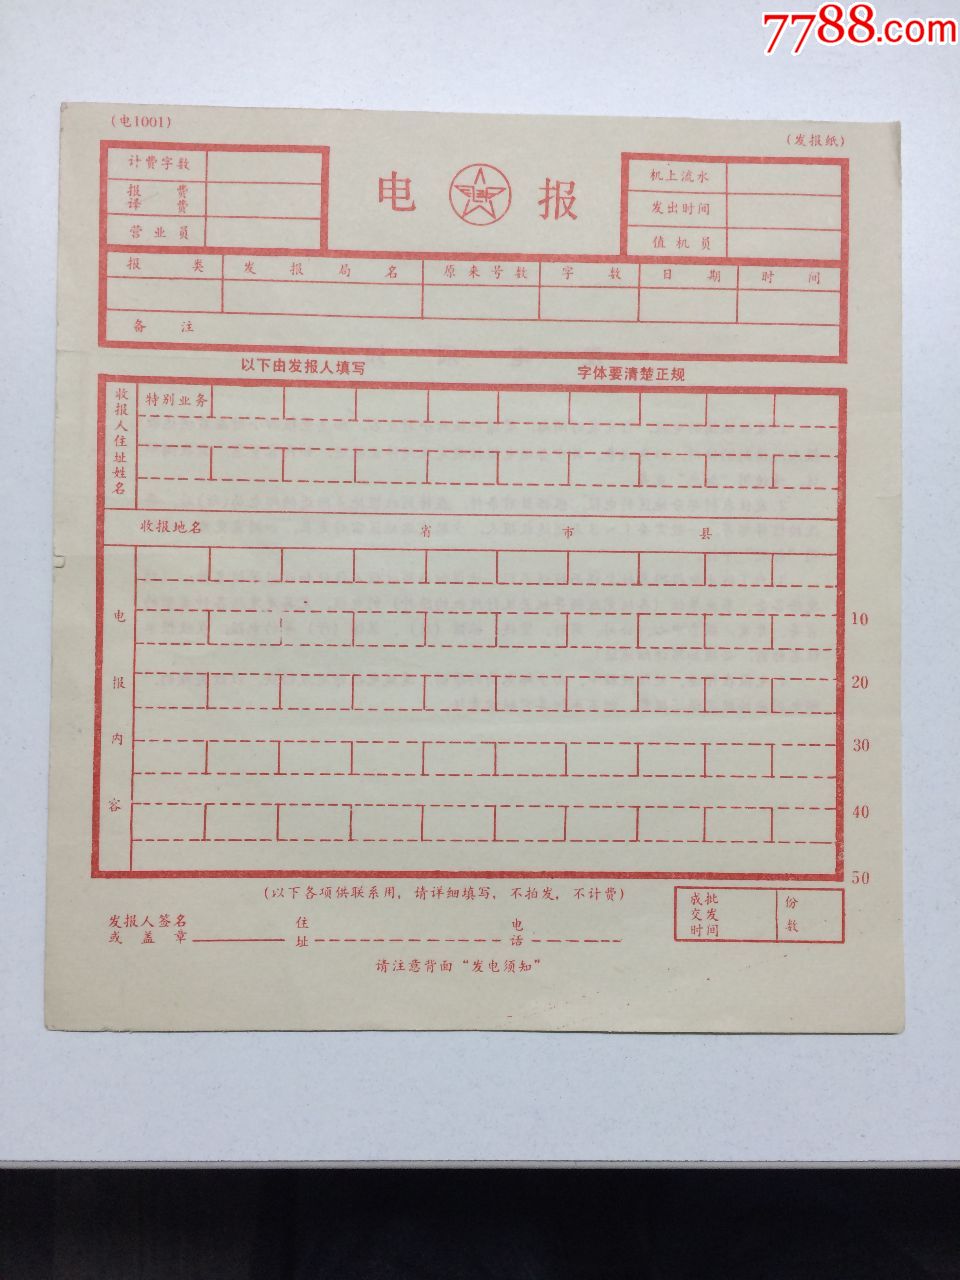 7788.com
(电1001)
(发报纸)
计费字数
报费
译费
营业员
电报
机上流水
发出时间
值机员
报类 发报局名 原来号数 字数 日期 时间
备注
以下由发报人填写 字体要清楚正规
收报人住址姓名
特别业务
收报地名 省 市 县
电报内容
10
20
30
40
50
(以下各项供联系用，请详细填写，不拍发，不计费)
发报人签名
或盖章
住址
电话
成批
交发
时间
份数
请注意背面“发电须知”